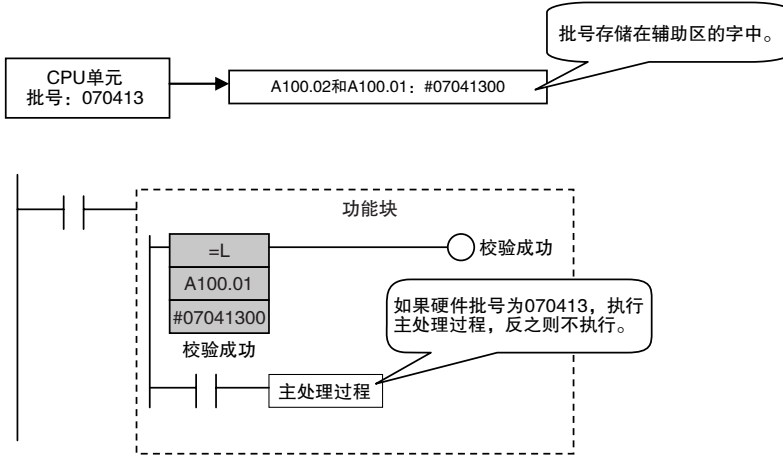 批号存储在辅助区的字中。
CPU单元
批号：070413
A100.02和A100.01：#07041300
功能块
=L
校验成功
A100.01
#07041300
如果硬件批号为070413，执行
主处理过程，反之则不执行。
校验成功
主处理过程